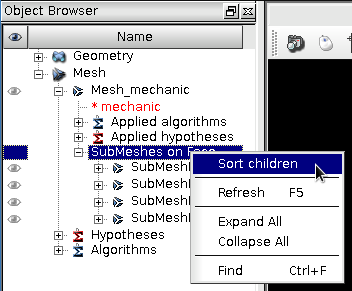 Object Browser
Name
Geometry
Mesh
Mesh_mechanic
* mechanic
Applied algorithms
Applied hypotheses
SubMeshes on Face
Sort children
SubMesh
Refresh F5
SubMesh
SubMesh
Expand All
SubMesh
Collapse All
Hypotheses
Algorithms
Find Ctrl+F